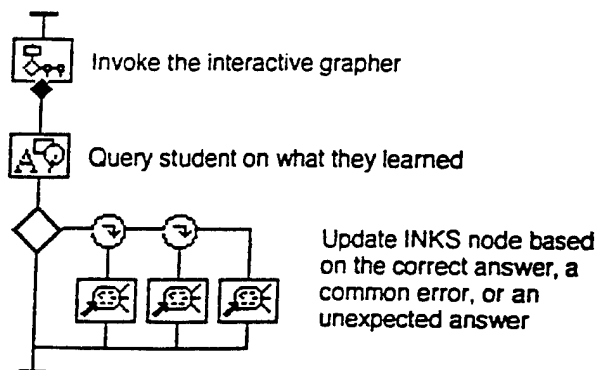 Invoke the interactive grapher
A
Query student on what they learned
Update INKS node based
on the correct answer, a
common error, or an
unexpected answer